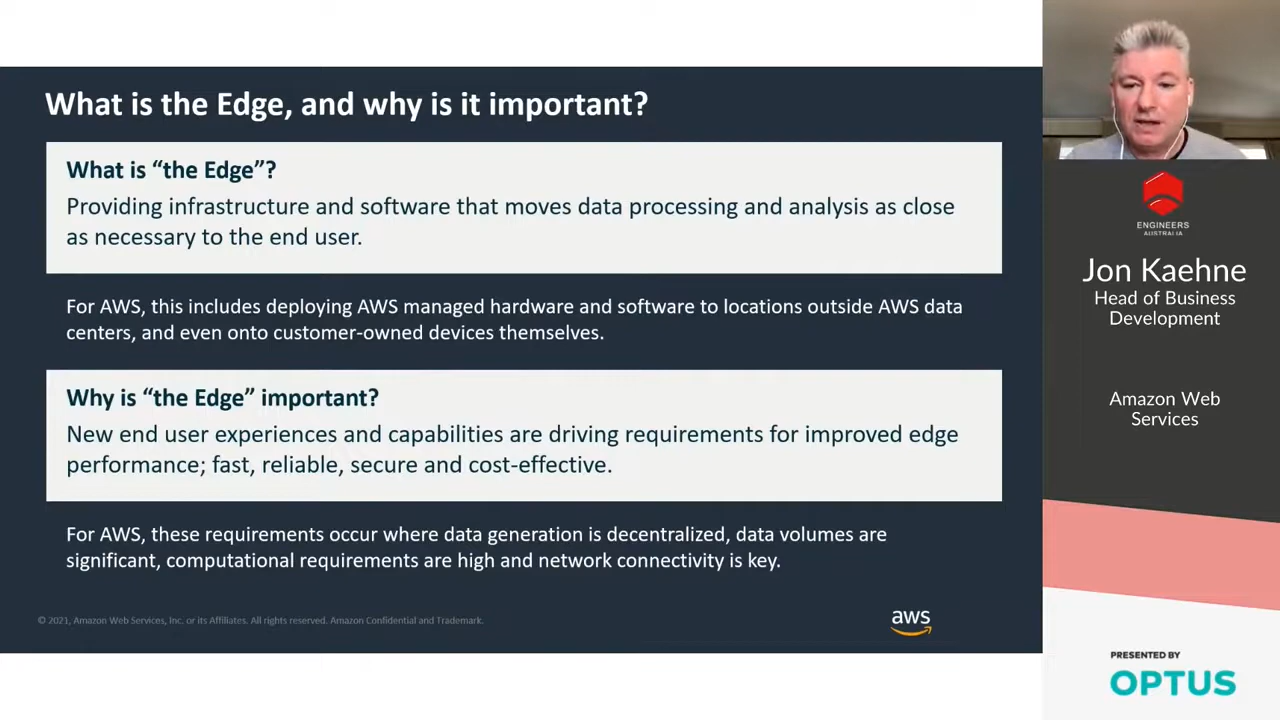 What is the Edge, and why is it important?
What is “the Edge”?
Providing infrastructure and software that moves data processing and analysis as close
as necessary to the end user.
For AWS, this includes deploying AWS managed hardware and software to locations outside AWS data
centers, and even onto customer-owned devices themselves.
Why is “the Edge” important?
New end user experiences and capabilities are driving requirements for improved edge
performance; fast, reliable, secure and cost-effective.
For AWS, these requirements occur where data generation is decentralized, data volumes are
significant, computational requirements are high and network connectivity is key.
© 2021, Amazon Web Services, Inc. or its Affiliates. All rights reserved. Amazon Confidential and Trademark.
aws
ENGINEERS
AUSTRALIA
Jon Kaehne
Head of Business
Development
Amazon Web
Services
PRESENTED BY
OPTUS